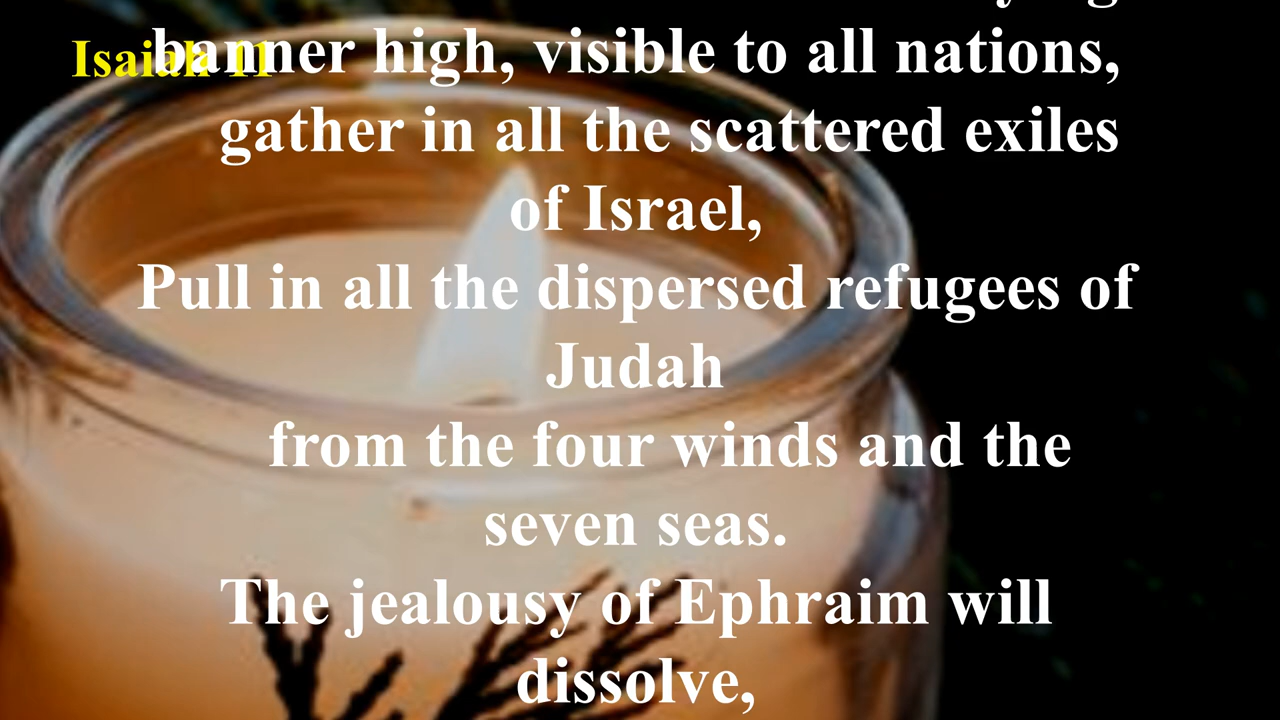 Isaiah 11
banner high, visible to all nations,
gather in all the scattered exiles
of Israel,
Pull in all the dispersed refugees of
Judah
from the four winds and the
seven seas.
The jealousy of Ephraim will
dissolve,